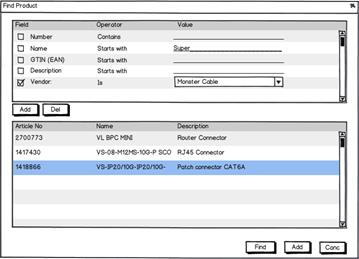 Find Product
Field Operator Value
Number Contains
Name Starts with Super
GTIN (EAN) Starts with
Description Starts with
Vendor: Is Monster Cable
Add Del
Article No Name Description
2700773 VL BPC MINI Router Connector
1417430 VS-08-M12MS-10G-P SCO RJ45 Connector
1418866 VS-IP20/10G-IP20/10G- Patch connector CAT6A
Find Add Canc